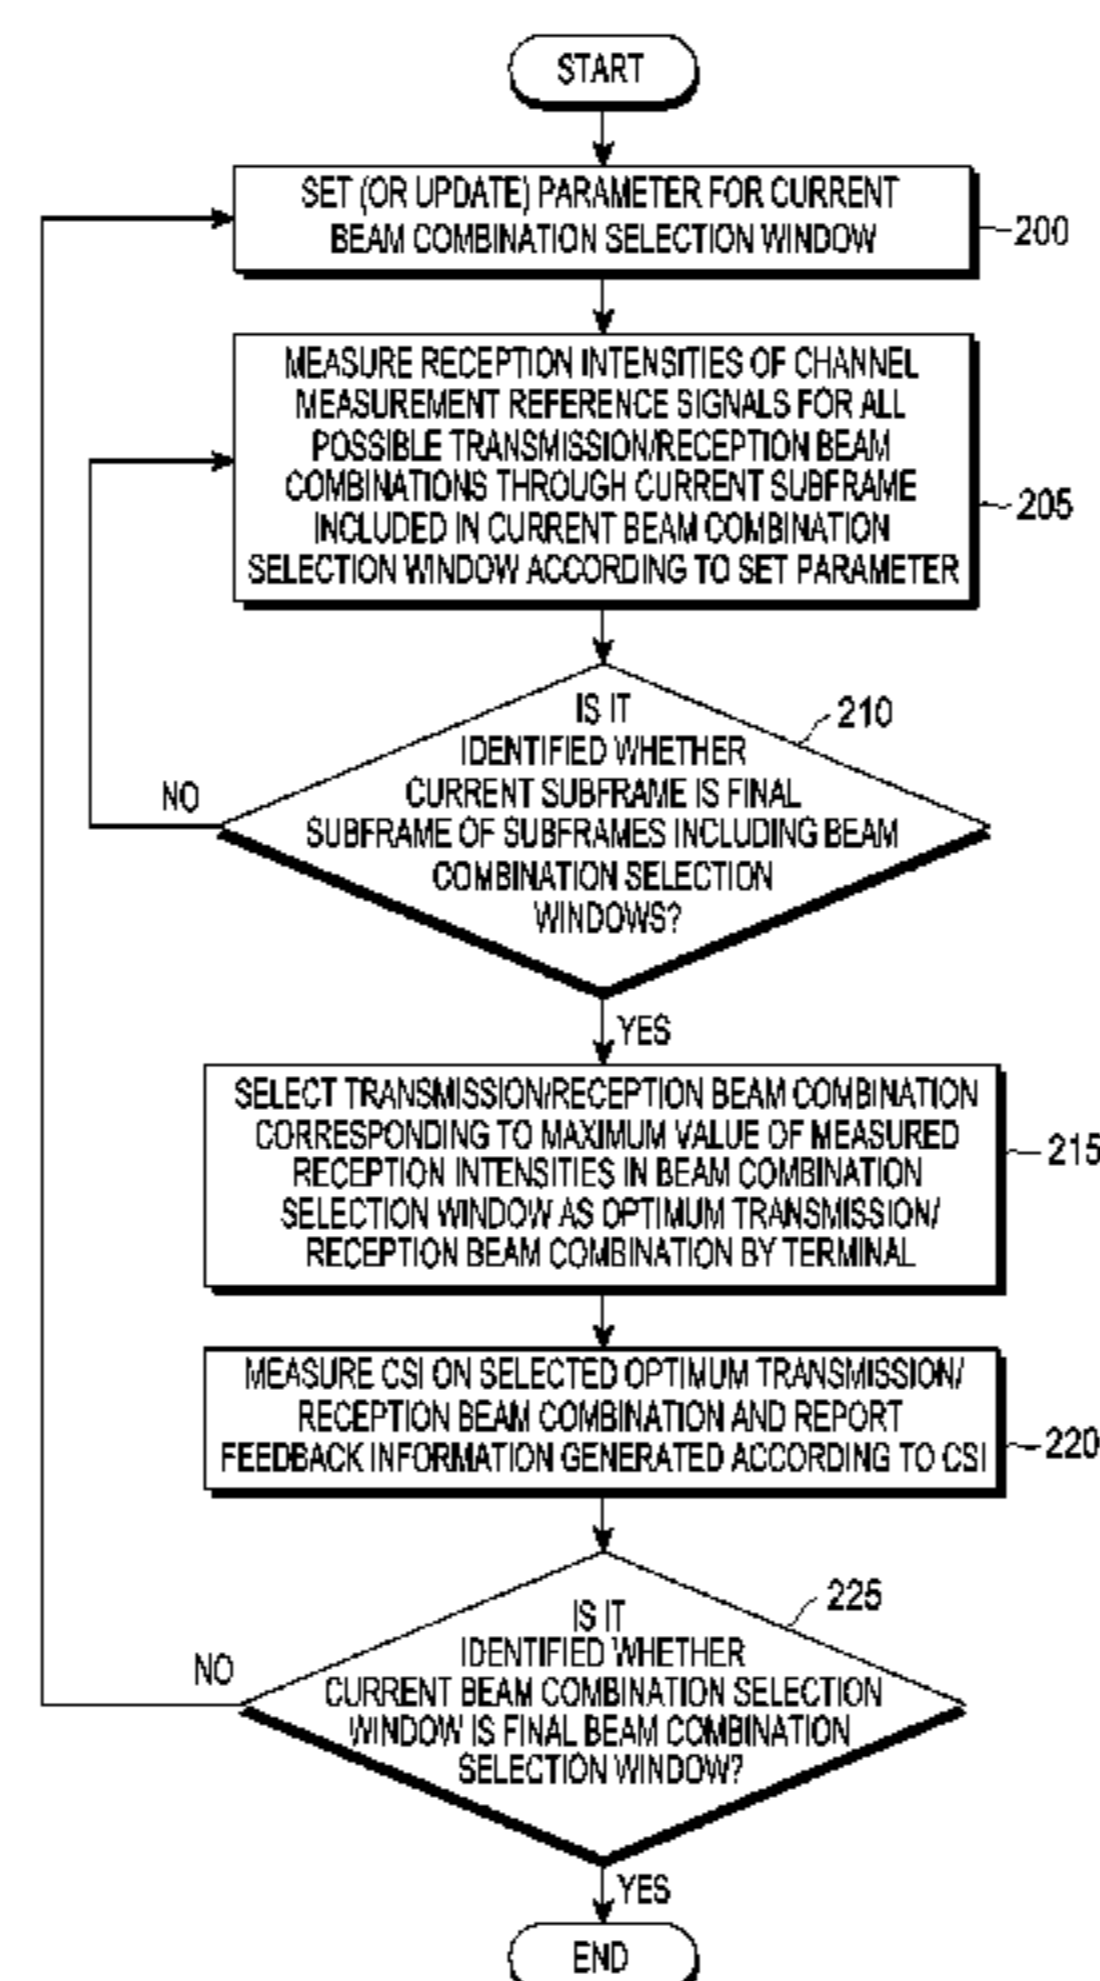 START
SET (OR UPDATE) PARAMETER FOR CURRENT
BEAM COMBINATION SELECTION WINDOW
200
MEASURE RECEPTION INTENSITIES OF CHANNEL
MEASUREMENT REFERENCE SIGNALS FOR ALL
POSSIBLE TRANSMISSION/RECEPTION BEAM
COMBINATIONS THROUGH CURRENT SUBFRAME
INCLUDED IN CURRENT BEAM COMBINATION
SELECTION WINDOW ACCORDING TO SET PARAMETER
205
IS IT
IDENTIFIED WHETHER
CURRENT SUBFRAME IS FINAL
SUBFRAME OF SUBFRAMES INCLUDING BEAM
COMBINATION SELECTION
WINDOWS?
210
NO
YES
SELECT TRANSMISSION/RECEPTION BEAM COMBINATION
CORRESPONDING TO MAXIMUM VALUE OF MEASURED
RECEPTION INTENSITIES IN BEAM COMBINATION
SELECTION WINDOW AS OPTIMUM TRANSMISSION/
RECEPTION BEAM COMBINATION BY TERMINAL
215
MEASURE CSI ON SELECTED OPTIMUM TRANSMISSION/
RECEPTION BEAM COMBINATION AND REPORT
FEEDBACK INFORMATION GENERATED ACCORDING TO CSI
220
IS IT
IDENTIFIED WHETHER
CURRENT BEAM COMBINATION SELECTION
WINDOW IS FINAL BEAM COMBINATION
SELECTION WINDOW?
225
NO
YES
END